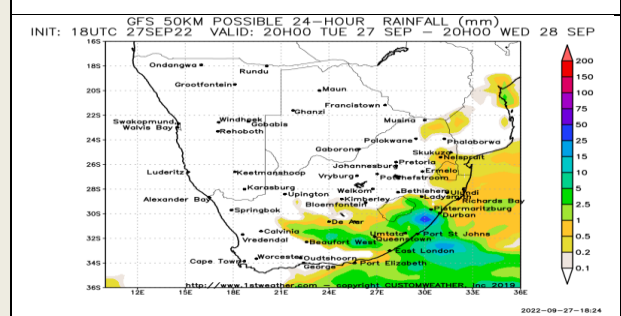 GFS 50KM POSSIBLE 24-HOUR RAINFALL (mm)
INIT: 18UTC 27SEP22 VALID: 20H00 TUE 27 SEP - 20H00 WED 28 SEP
16S
18S
20S
22S
24S
26S
28S
30S
32S
34S
36S
Ondangwa
Rundu
Grootfontein
Maun
Francistown
Ghanzi
Windhoek
Gobabis
Swakopmund
Walvis Bay
Rehoboth
Musina
Polokwane
Phalaborwa
Gaborone
Skukuza
Nelspruit
Pretoria
Johannesburg
Ermelo
Luderitz
Keetmanshoop
Vryburg
Potchefstroom
Karasburg
Upington
Welkom
Bethlehem
Ulundi
Ladysmith
Kimberley
Richards Bay
Alexander Bay
Bloemfontein
Springbok
Pietermaritzburg
Durban
De Aar
Calvinia
Vredendal
Beaufort West
Umtata
Port St Johns
Queenstown
East London
Worcester
Oudtshoorn
Cape Town
George
Port Elizabeth
http://www.1stweather.com - copyright CUSTOMWEATHER, Inc 2019
12E 15E 18E 21E 24E 27E 30E 33E 36E
200
150
100
75
50
25
15
10
5
2.5
1
0.5
0.2
0.1
2022-09-27-18:24